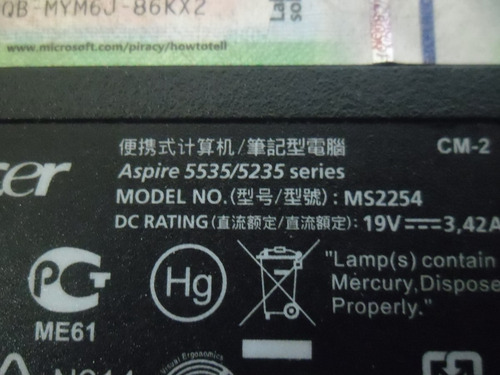 QB-MYM6J-86KX2
www.microsoft.com/piracy/howtotell
便携式计算机/筆記型電腦
CM-2
Aspire 5535/5235 series
MODEL NO.(型号/型號): MS2254
DC RATING(直流额定/直流額定): 19V⎓3,42A
Hg
"Lamp(s) contain
Mercury,Dispose
Properly."
ME61
Visual Ergonomics